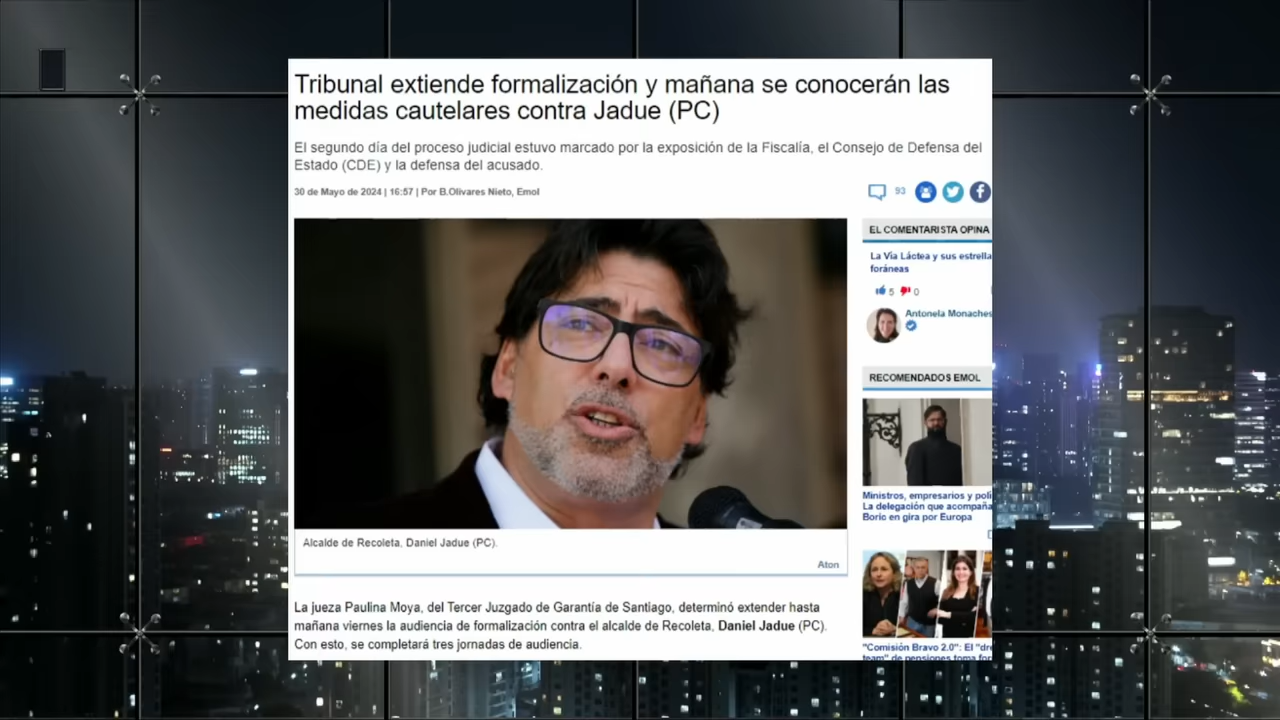 Tribunal extiende formalización y mañana se conocerán las
medidas cautelares contra Jadue (PC)
El segundo día del proceso judicial estuvo marcado por la exposición de la Fiscalía, el Consejo de Defensa del
Estado (CDE) y la defensa del acusado.
30 de Mayo de 2024 | 16:57 | Por B.Olivares Nieto, Emol
93
Alcalde de Recoleta, Daniel Jadue (PC).
Aton
La jueza Paulina Moya, del Tercer Juzgado de Garantía de Santiago, determinó extender hasta
mañana viernes la audiencia de formalización contra el alcalde de Recoleta, Daniel Jadue (PC).
Con esto, se completará tres jornadas de audiencia.
EL COMENTARISTA OPINA
La Vía Láctea y sus estrella
foráneas
5 0
Antonela Monaches
RECOMENDADOS EMOL
Ministros, empresarios y polí
La delegación que acompaña
Boric en gira por Europa
"Comisión Bravo 2.0": El "dre
team" de pensiones toma for